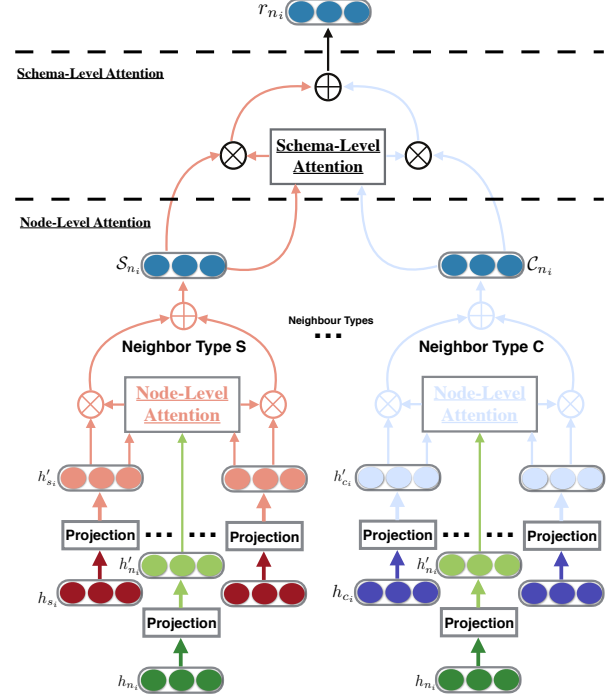 r_{n_i}
Schema-Level Attention
Schema-Level
Attention
Node-Level Attention
S_{n_i}
C_{n_i}
Neighbour Types
...
Neighbor Type S
Neighbor Type C
Node-Level
Attention
Node-Level
Attention
h'_{s_i}
h'_{c_i}
Projection ... ... Projection
Projection ... ... Projection
h'_{n_i}
h'_{n_i}
h_{s_i}
h_{c_i}
Projection
Projection
h_{n_i}
h_{n_i}